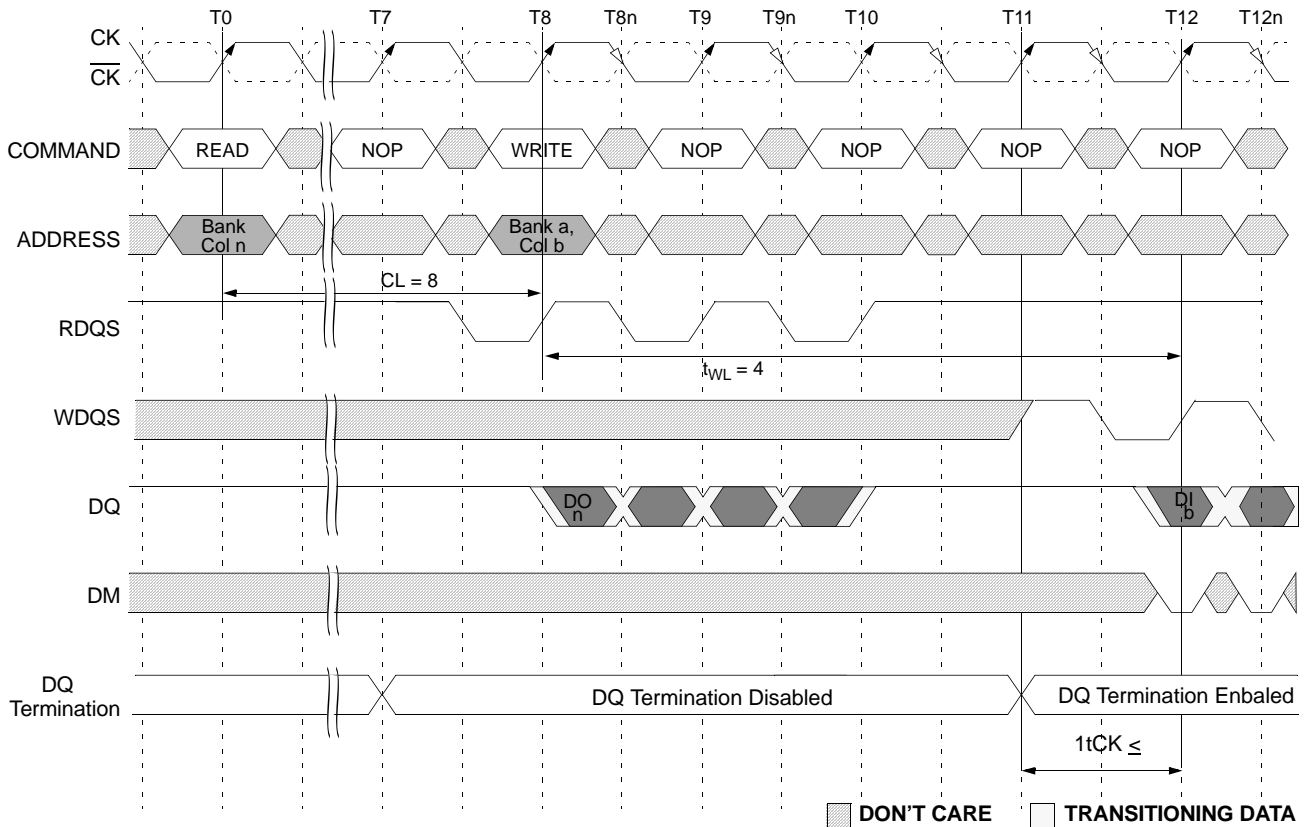 T0 T7 T8 T8n T9 T9n T10 T11 T12 T12n
CK
CK
COMMAND READ NOP WRITE NOP NOP NOP NOP
ADDRESS Bank Col n Bank a, Col b
CL = 8
RDQS
tWL = 4
WDQS
DQ DO n DI b
DM
DQ Termination DQ Termination Disabled DQ Termination Enbaled
1tCK ≤
DON'T CARE TRANSITIONING DATA